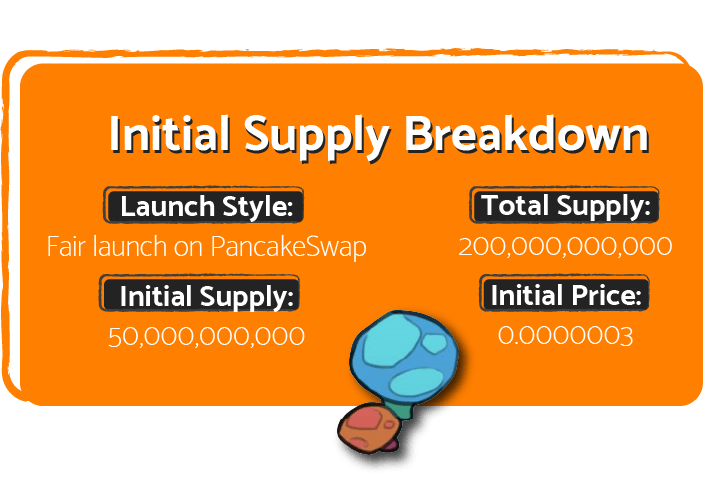 Initial Supply Breakdown
Launch Style:
Fair launch on PancakeSwap
Total Supply:
200,000,000,000
Initial Supply:
50,000,000,000
Initial Price:
0.0000003